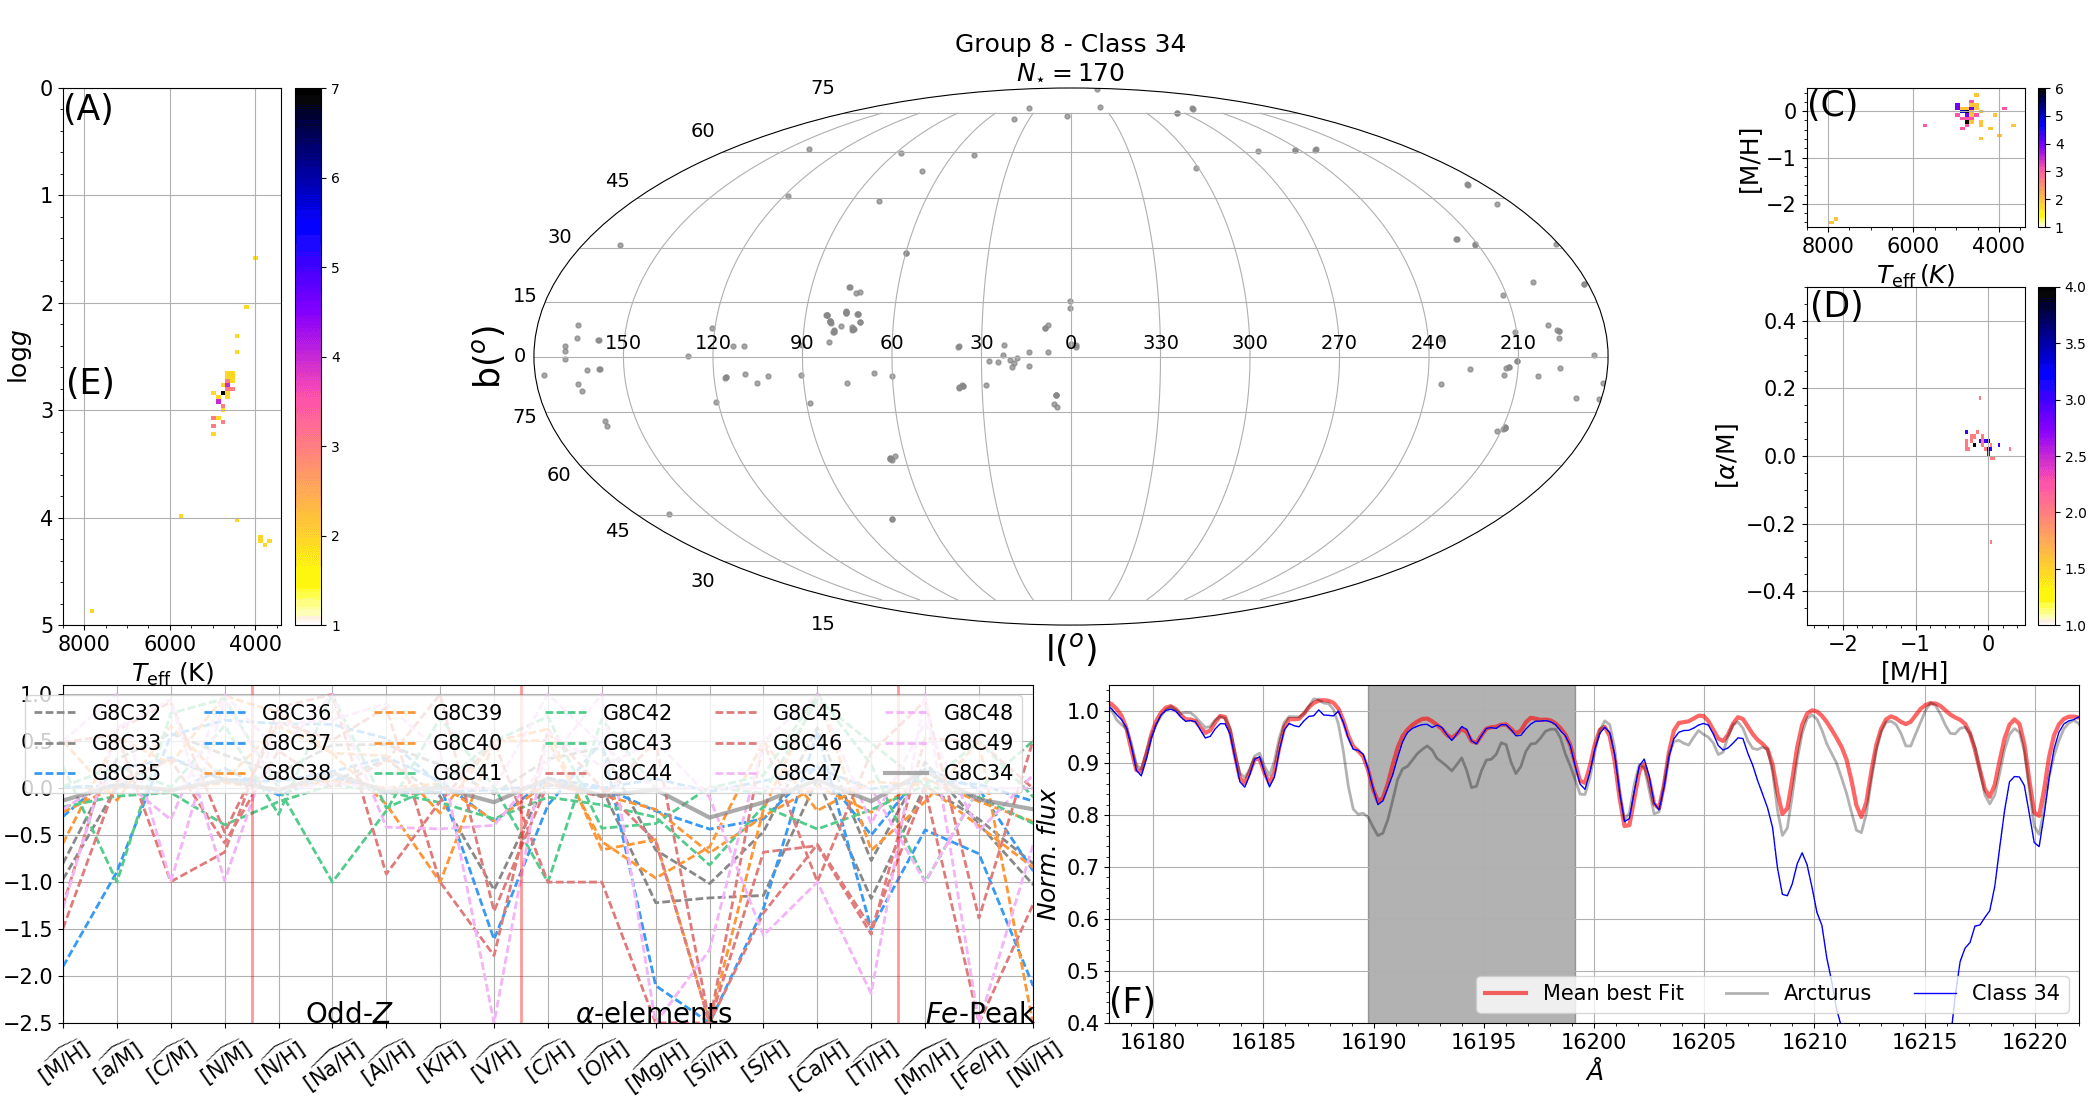 Group 8 - Class 34
N⋆ = 170
(A)
0
1
2
3
4
5
log g
8000 6000 4000
T_eff (K)
7
6
5
4
3
2
1
(E)
75
60
45
30
15
0
75
60
45
30
15
b(°)
150 120 90 60 30 0 330 300 270 240 210
l(°)
(C)
0
−1
−2
[M/H]
8000 6000 4000
T_eff (K)
6
5
4
3
2
1
(D)
0.4
0.2
0.0
−0.2
−0.4
[α/M]
−2 −1 0
[M/H]
4.0
3.5
3.0
2.5
2.0
1.5
1.0
1.0
0.5
0.0
−0.5
−1.0
−1.5
−2.0
−2.5
G8C32 G8C36 G8C39 G8C42 G8C45 G8C48
G8C33 G8C37 G8C40 G8C43 G8C46 G8C49
G8C35 G8C38 G8C41 G8C44 G8C47 G8C34
Odd-Z α-elements Fe-Peak
[M/H] [a/M] [C/M] [N/M] [N/H] [Na/H] [Al/H] [K/H] [V/H] [C/H] [O/H] [Mg/H] [Si/H] [S/H] [Ca/H] [Ti/H] [Mn/H] [Fe/H] [Ni/H]
1.0
0.9
0.8
0.7
0.6
0.5
0.4
Norm. flux
(F)
Mean best Fit Arcturus Class 34
16180 16185 16190 16195 16200 16205 16210 16215 16220
Å